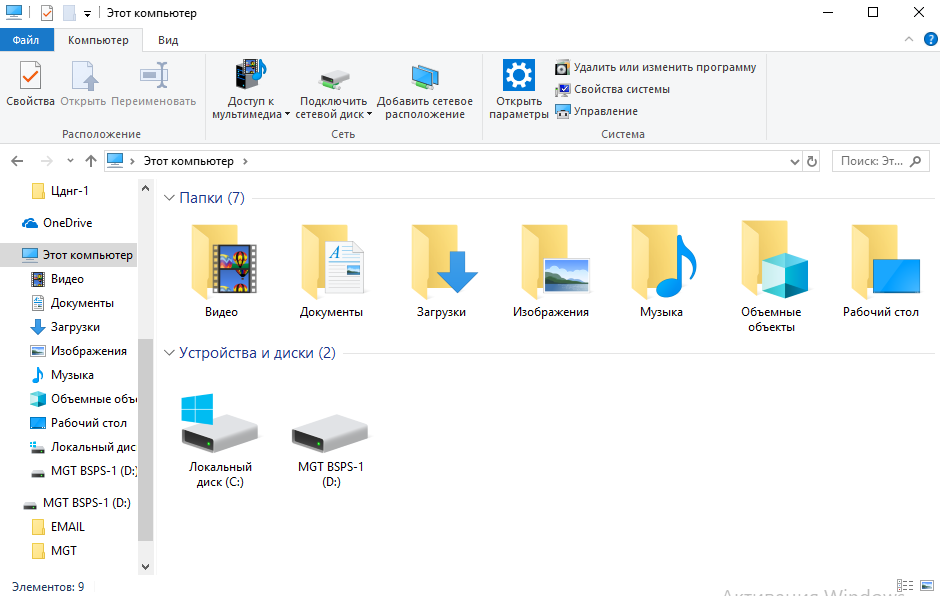 Этот компьютер
Файл
Компьютер
Вид
Свойства
Открыть
Переименовать
Расположение
Доступ к
мультимедиа
Подключить
сетевой диск
Добавить сетевое
расположение
Сеть
Открыть
параметры
Удалить или изменить программу
Свойства системы
Управление
Система
Этот компьютер
Поиск: Эт...
Цднг-1
OneDrive
Этот компьютер
Видео
Документы
Загрузки
Изображения
Музыка
Объемные объ
Рабочий стол
Локальный дис
MGT BSPS-1 (D:)
MGT BSPS-1 (D:)
EMAIL
MGT
Папки (7)
Видео
Документы
Загрузки
Изображения
Музыка
Объемные
объекты
Рабочий стол
Устройства и диски (2)
Локальный
диск (C:)
MGT BSPS-1
(D:)
Элементов: 9
Активация Windows